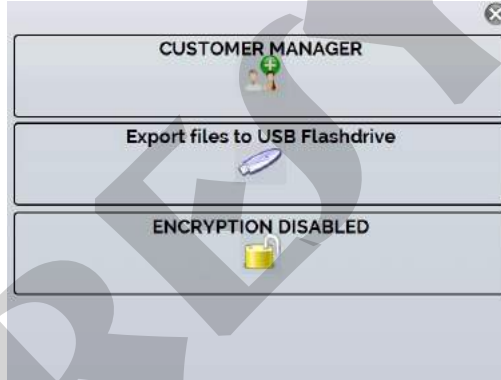 CUSTOMER MANAGER
Export files to USB Flashdrive
ENCRYPTION DISABLED